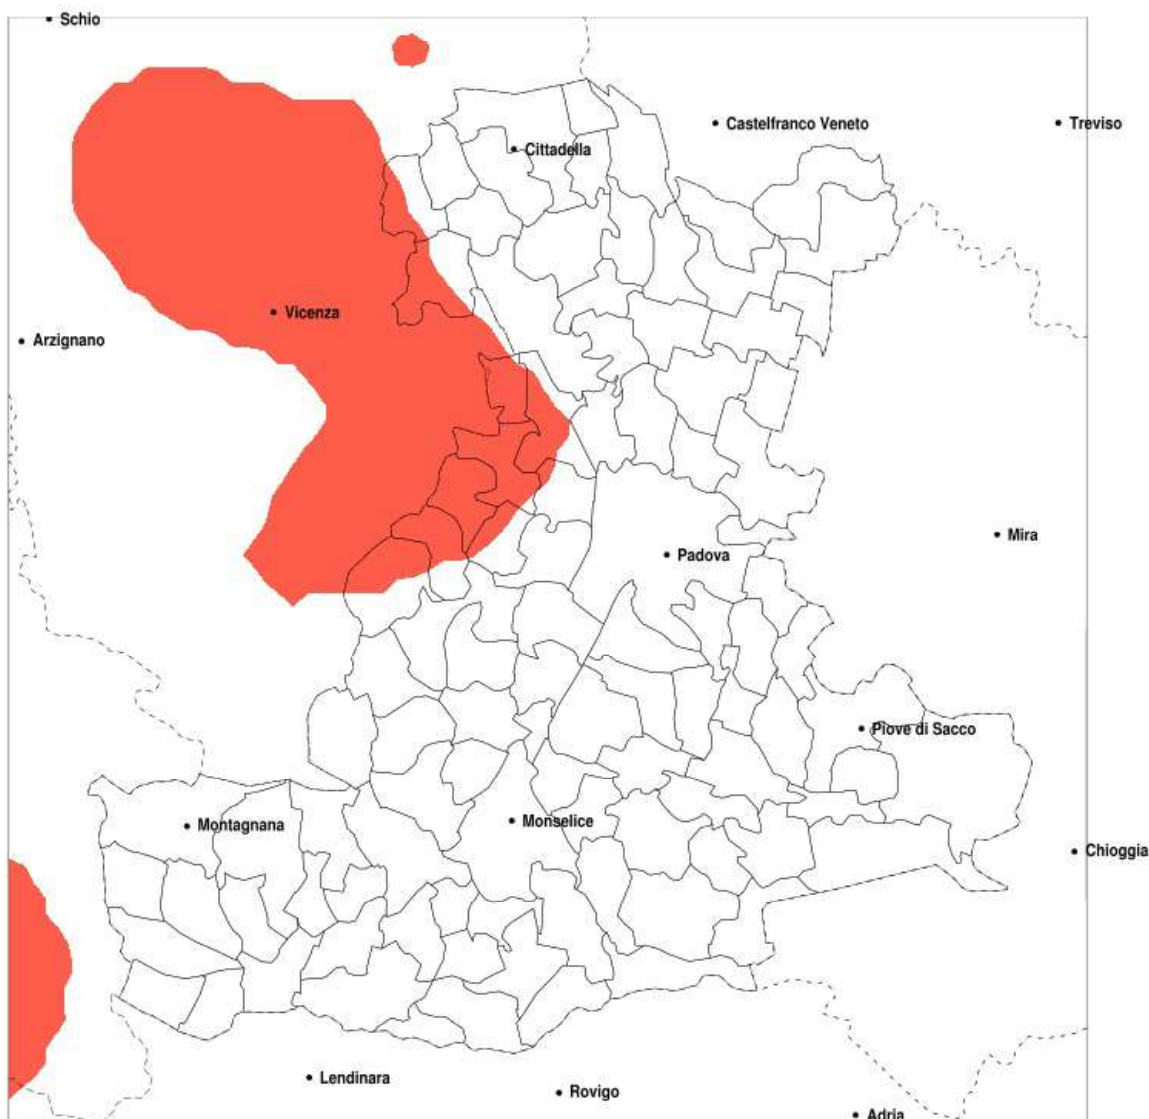 Schio
Castelfranco Veneto
Treviso
Cittadella
Vicenza
Arzignano
Mira
Padova
Piove di Sacco
Montagnana
Monselice
Chioggia
Lendinara
Rovigo
Adria